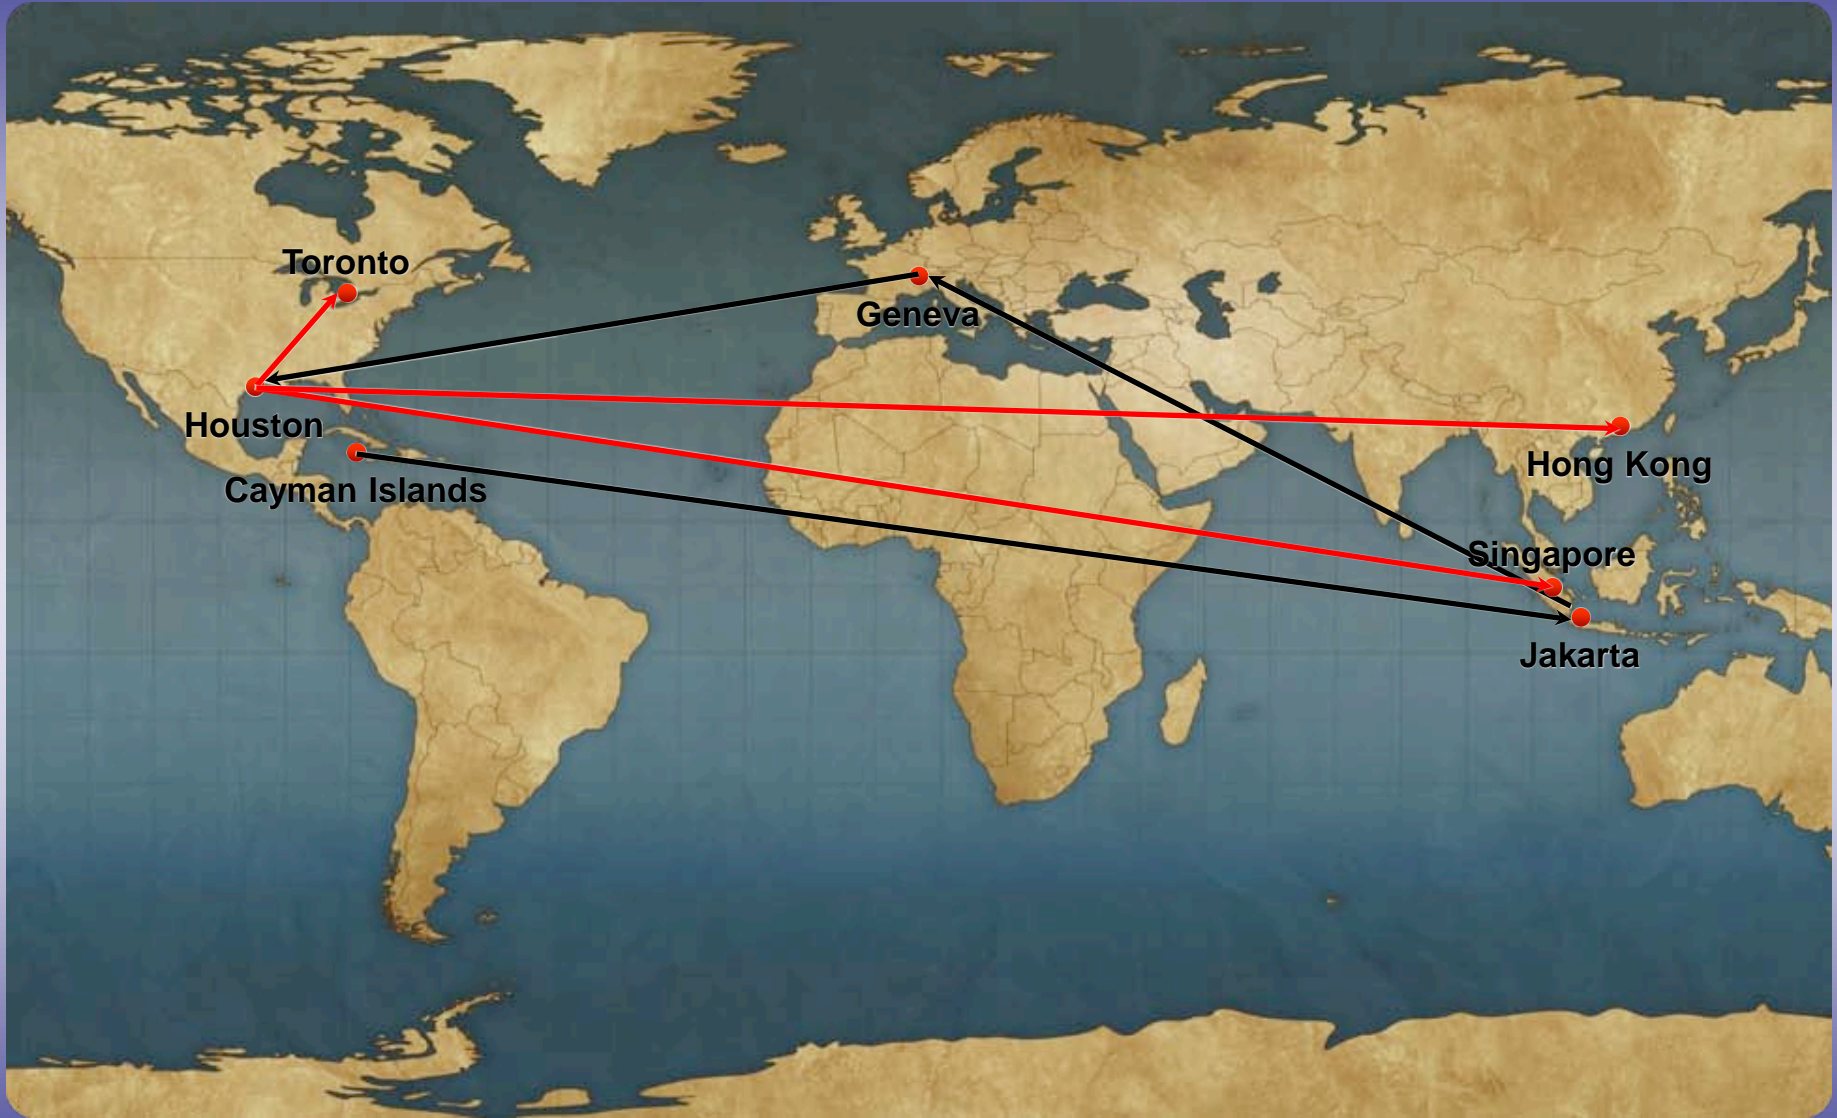 Toronto
Geneva
Houston
Hong Kong
Cayman Islands
Singapore
Jakarta